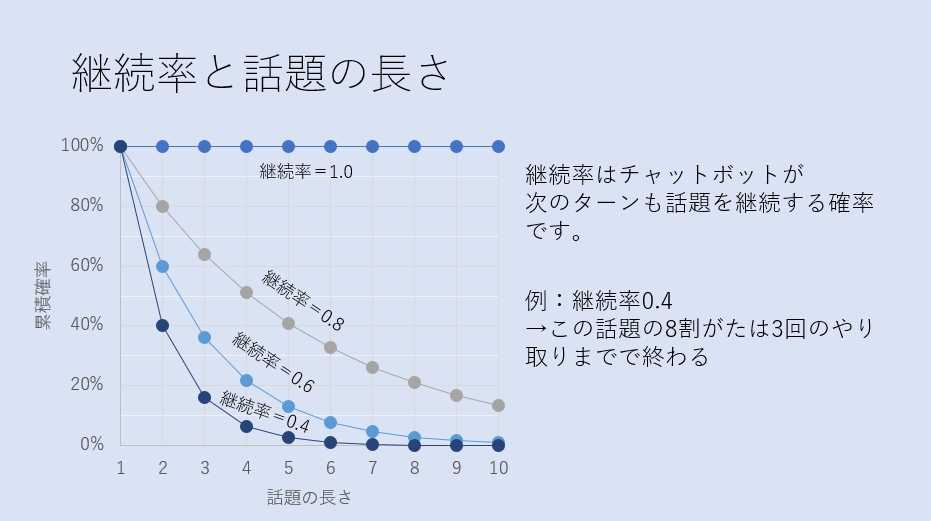 継続率と話題の長さ
100%
80%
60%
40%
20%
0%
累積確率
継続率＝1.0
継続率＝0.8
継続率＝0.6
継続率＝0.4
1 2 3 4 5 6 7 8 9 10
話題の長さ
継続率はチャットボットが
次のターンも話題を継続する確率
です。
例：継続率0.4
→この話題の8割がたは3回のやり
取りまでで終わる